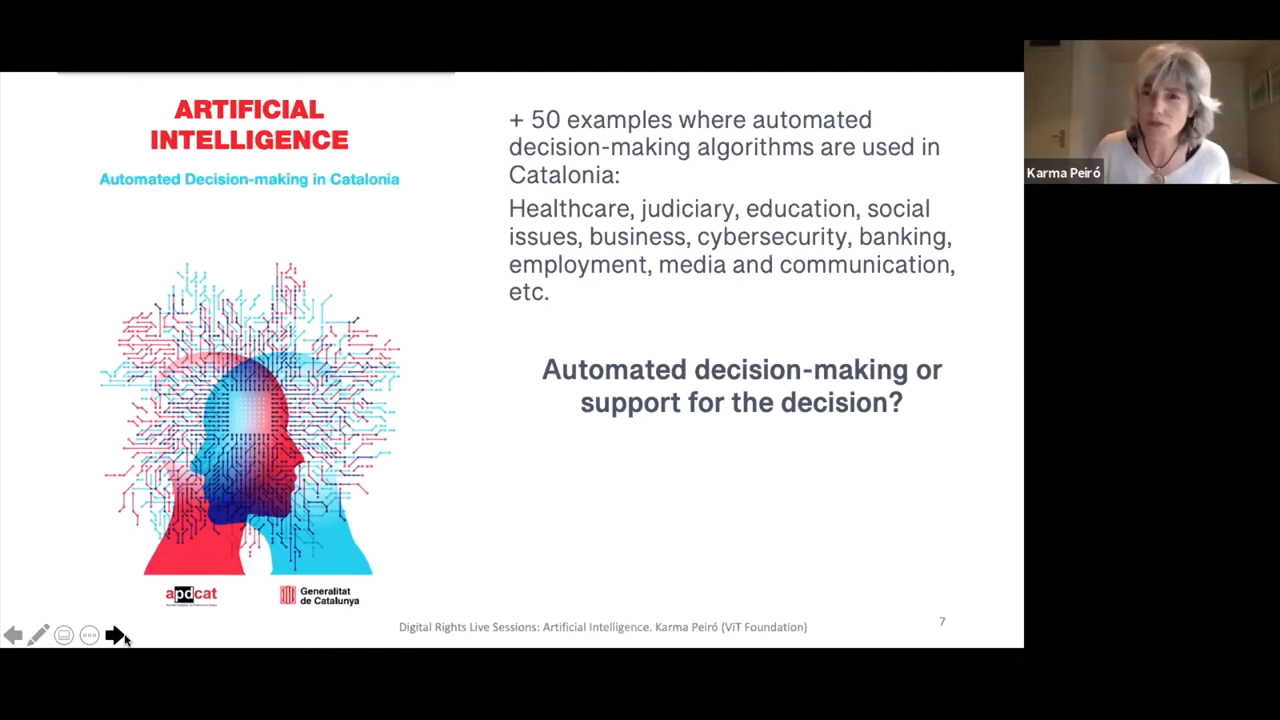 ARTIFICIAL
INTELLIGENCE
Automated Decision-making in Catalonia
apdcat
Generalitat
de Catalunya
+ 50 examples where automated
decision-making algorithms are used in
Catalonia:
Healthcare, judiciary, education, social
issues, business, cybersecurity, banking,
employment, media and communication,
etc.
Automated decision-making or
support for the decision?
Digital Rights Live Sessions: Artificial Intelligence. Karma Peiró (ViT Foundation)
7
Karma Peiró